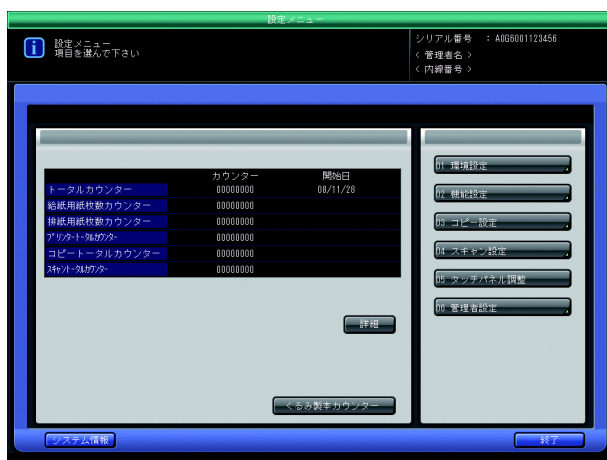 設定メニュー
設定メニュー
項目を選んで下さい
シリアル番号 : A0G6001123456
< 管理者名 >
< 内線番号 >
カウンター 開始日
トータルカウンター 00000000 08/11/28
給紙用紙枚数カウンター 00000000
排紙用紙枚数カウンター 00000000
プリンタートータルカウンター 00000000
コピートータルカウンター 00000000
スキャントータルカウンター 00000000
詳細
くるみ製本カウンター
01 環境設定
02 機能設定
03 コピー設定
04 スキャン設定
05 タッチパネル調整
06 管理者設定
システム情報
終了